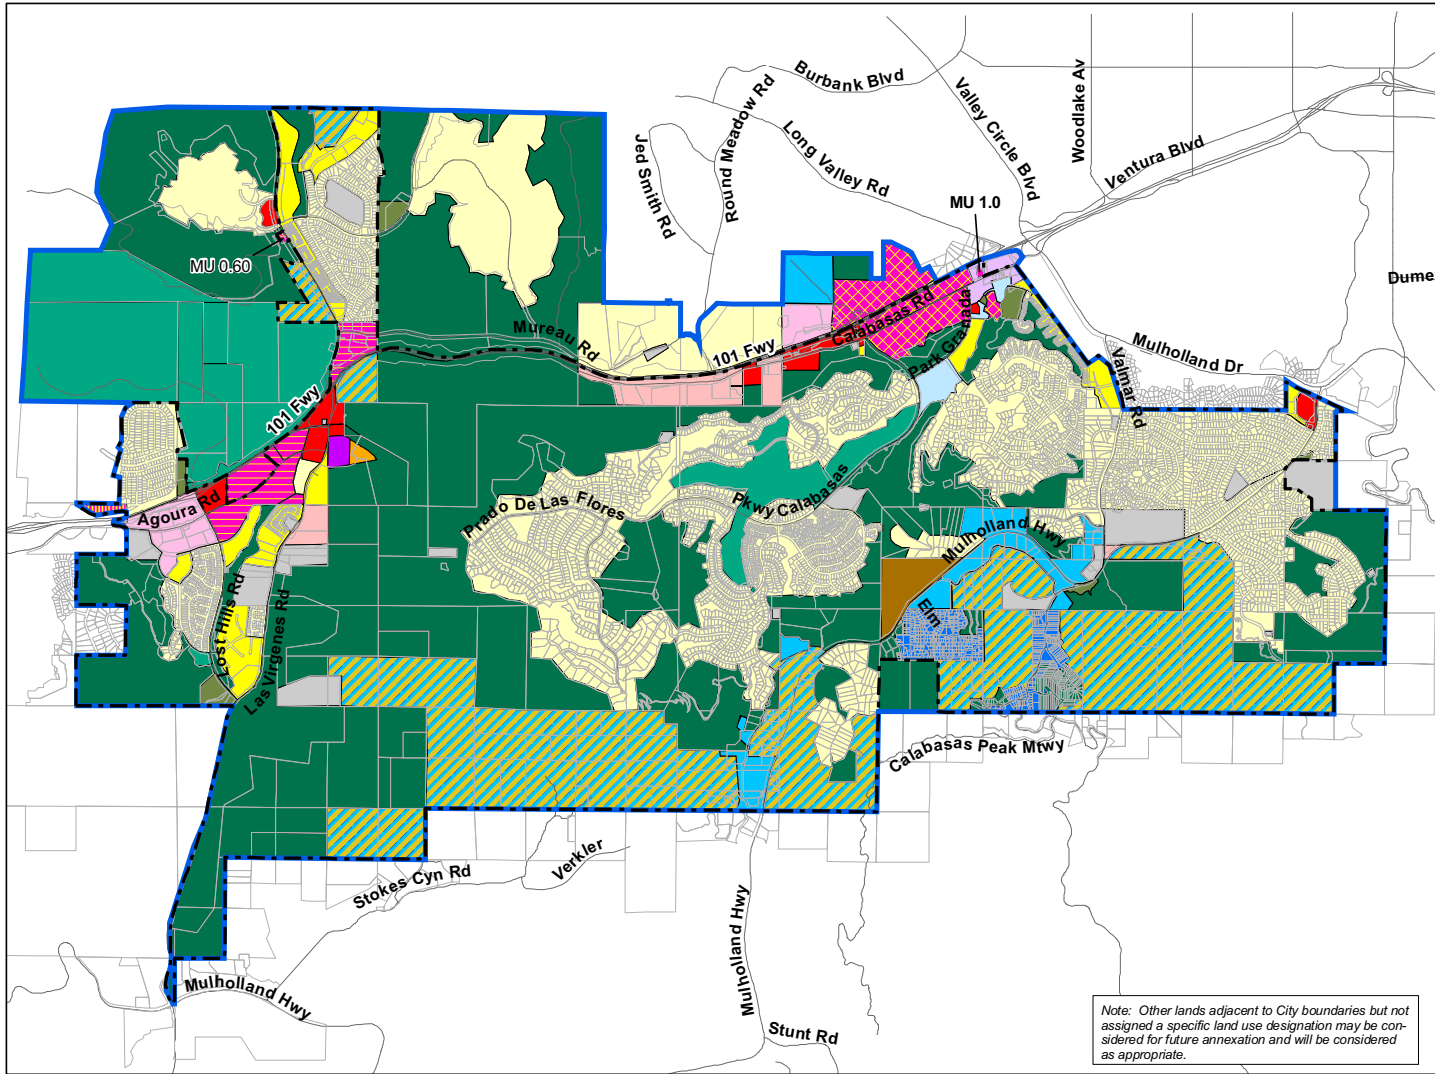 Burbank Blvd
Round Meadow Rd
Jed Smith Rd
Long Valley Rd
Valley Circle Blvd
Woodlake Av
Ventura Blvd
MU 1.0
MU 0.60
Dume
Mureau Rd
101 Fwy
Calabasas Rd
Park Granada
Mulholland Dr
Valmar Rd
101 Fwy
Agoura Rd
Prado De Las Flores
Pkwy Calabasas
Mulholland Hwy
Elm
Lost Hills Rd
Las Virgenes Rd
Calabasas Peak Mtwy
Stokes Cyn Rd
Verkler
Mulholland Hwy
Mulholland Hwy
Stunt Rd
Note: Other lands adjacent to City boundaries but not
assigned a specific land use designation may be con-
sidered for future annexation and will be considered
as appropriate.